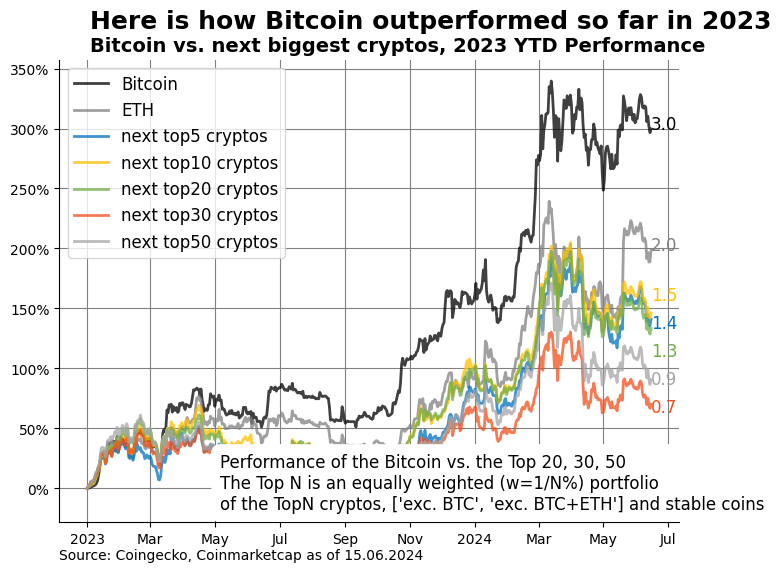 Here is how Bitcoin outperformed so far in 2023
Bitcoin vs. next biggest cryptos, 2023 YTD Performance
350%
300%
250%
200%
150%
100%
50%
0%
Bitcoin
ETH
next top5 cryptos
next top10 cryptos
next top20 cryptos
next top30 cryptos
next top50 cryptos
3.0
2.0
1.5
1.4
1.3
0.9
0.7
Performance of the Bitcoin vs. the Top 20, 30, 50
The Top N is an equally weighted (w=1/N%) portfolio
of the TopN cryptos, ['exc. BTC', 'exc. BTC+ETH'] and stable coins
2023 Mar May Jul Sep Nov 2024 Mar May Jul
Source: Coingecko, Coinmarketcap as of 15.06.2024